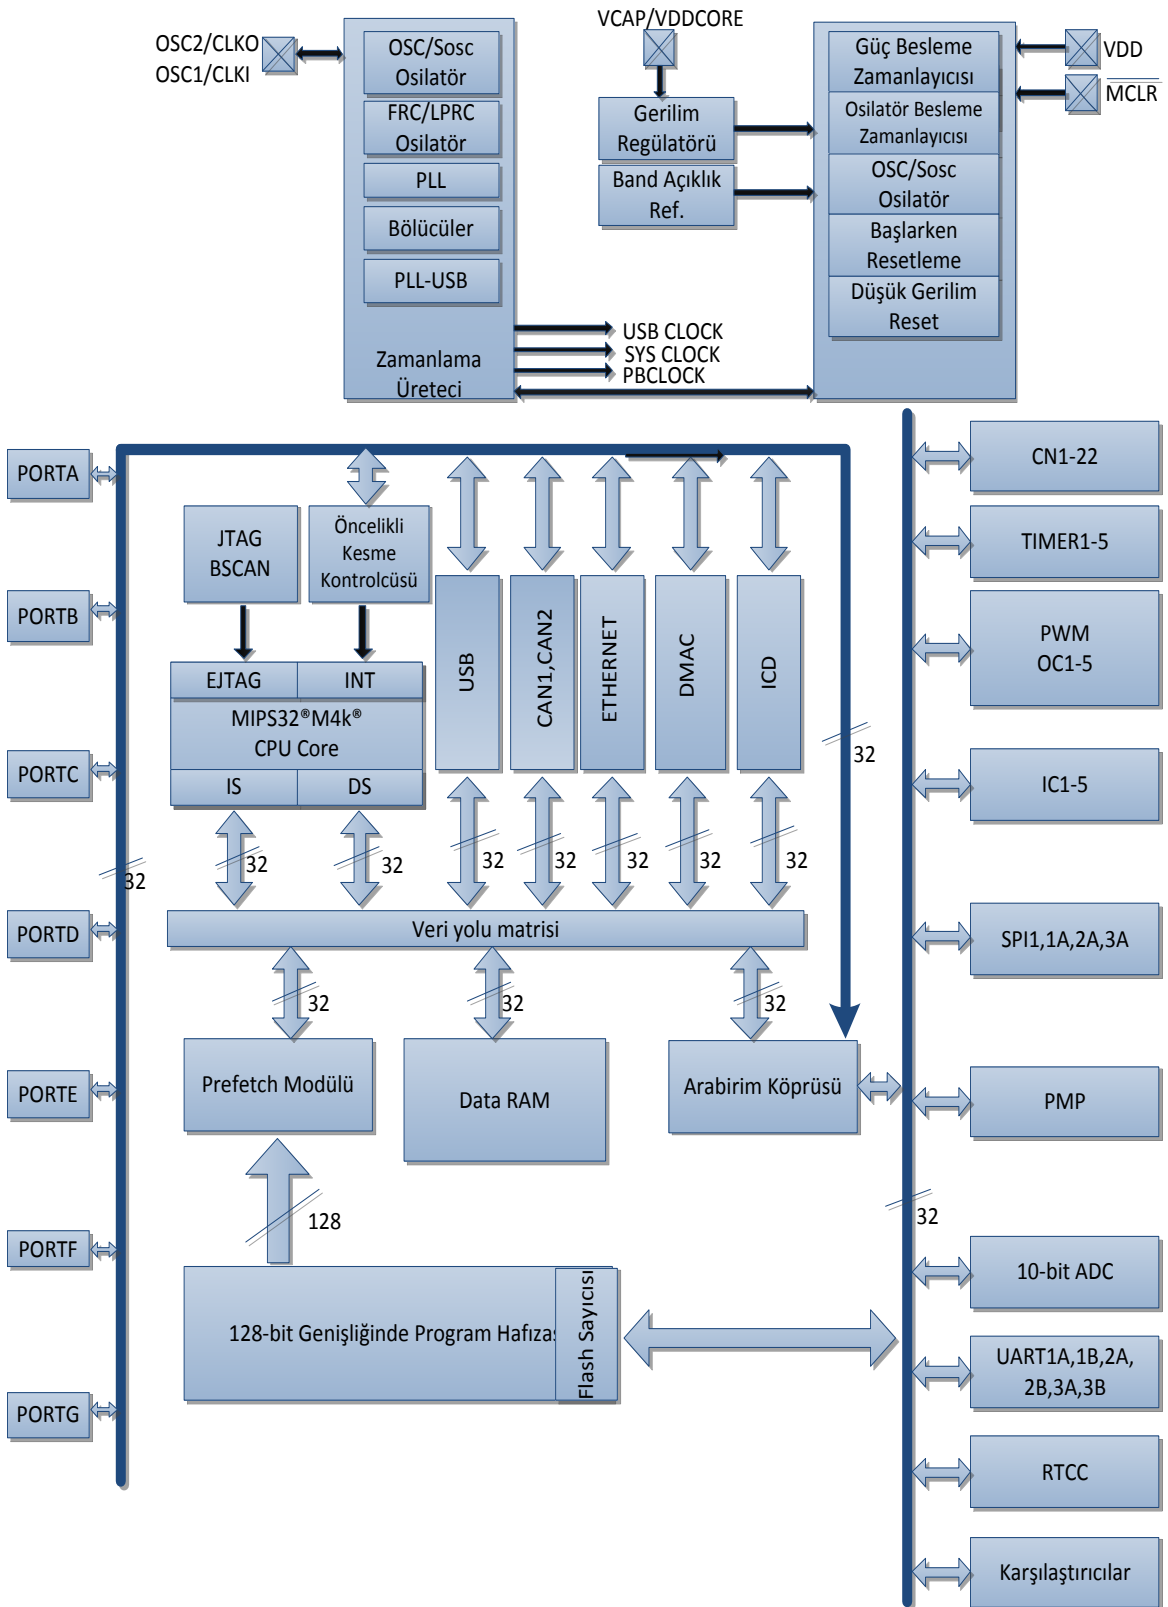 OSC2/CLKO
OSC1/CLKI
OSC/Sosc
Osilatör
FRC/LPRC
Osilatör
PLL
Bölücüler
PLL-USB
Zamanlama
Üreteci
VCAP/VDDCORE
Gerilim
Regülatörü
Band Açıklık
Ref.
Güç Besleme
Zamanlayıcısı
Osilatör Besleme
Zamanlayıcısı
OSC/Sosc
Osilatör
Başlarken
Resetleme
Düşük Gerilim
Reset
VDD
MCLR
USB CLOCK
SYS CLOCK
PBCLOCK
PORTA
PORTB
PORTC
PORTD
PORTE
PORTF
PORTG
32
JTAG
BSCAN
Öncelikli
Kesme
Kontrolcüsü
EJTAG
INT
MIPS32®M4k®
CPU Core
IS
DS
USB
CAN1,CAN2
ETHERNET
DMAC
ICD
32
32
32
32
32
32
32
32
Veri yolu matrisi
32
32
32
Prefetch Modülü
Data RAM
Arabirim Köprüsü
128
128-bit Genişliğinde Program Hafızas
Flash Sayıcısı
32
CN1-22
TIMER1-5
PWM
OC1-5
IC1-5
SPI1,1A,2A,3A
PMP
10-bit ADC
UART1A,1B,2A,
2B,3A,3B
RTCC
Karşılaştırıcılar